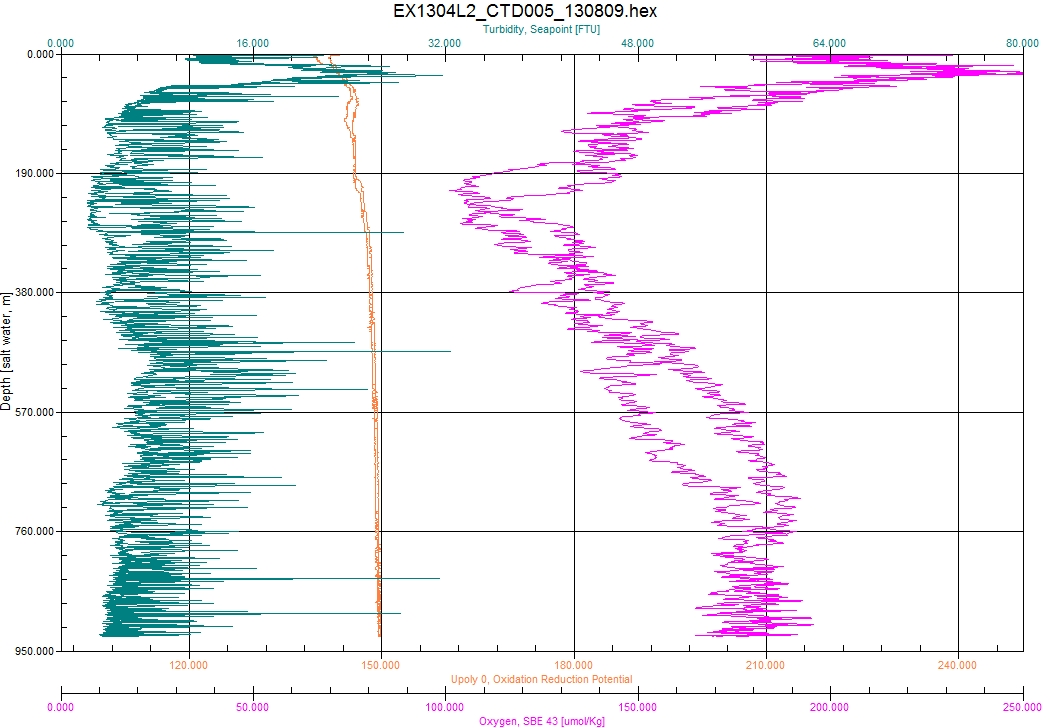 EX1304L2_CTD005_130809.hex
Turbidity, Seapoint [FTU]
0.000 16.000 32.000 48.000 64.000 80.000
0.000
190.000
380.000
Depth [salt water, m]
570.000
760.000
950.000
120.000 150.000 180.000 210.000 240.000
Upoly 0, Oxidation Reduction Potential
0.000 50.000 100.000 150.000 200.000 250.000
Oxygen, SBE 43 [umol/Kg]